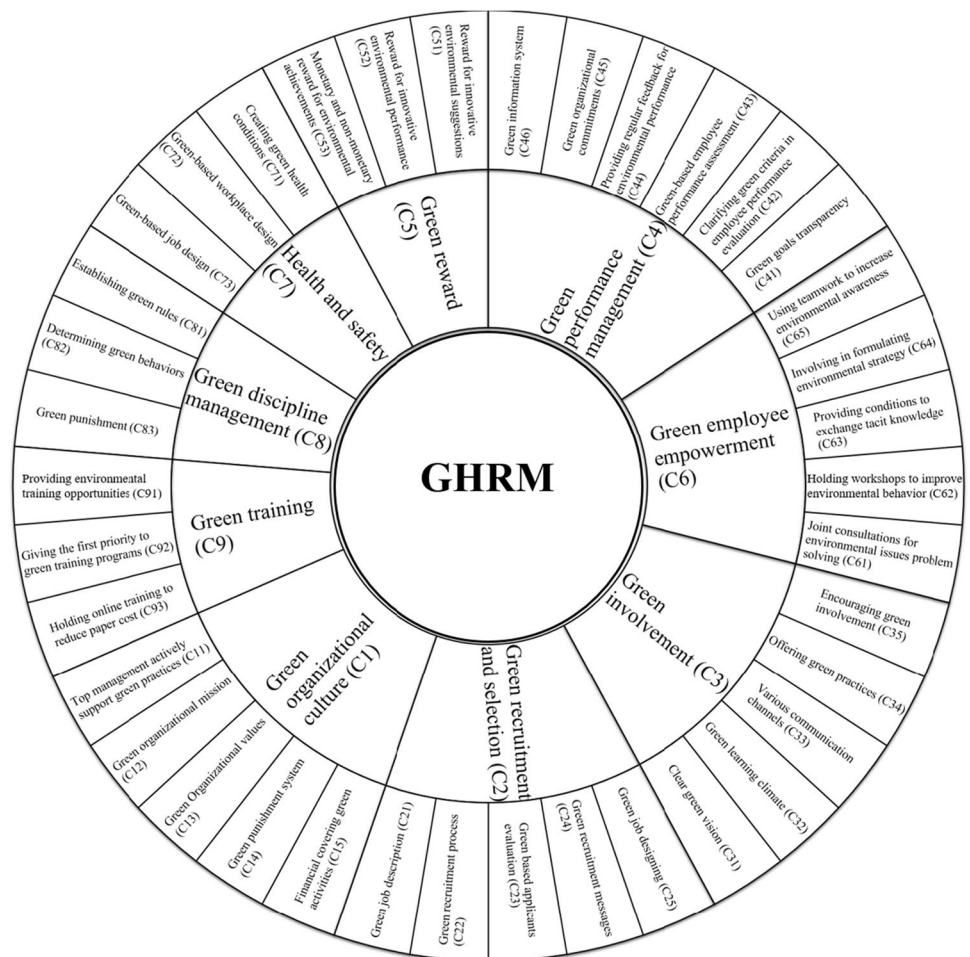 GHRM
Green
performance
management (C4)
Green employee
empowerment
(C6)
Green
involvement (C3)
Green recruitment
and selection (C2)
Green
organizational
culture (C1)
Green training
(C9)
Green discipline
management (C8)
Health and safety
(C7)
Green reward
(C5)
Green information system
(C46)
Green organizational
commitments (C45)
Providing regular feedback for
environmental performance
(C44)
Green-based employee
performance assessment (C43)
Clarifying green criteria in
employee performance
evaluation (C42)
Green goals transparency
(C41)
Using teamwork to increase
environmental awareness
(C65)
Involving in formulating
environmental strategy (C64)
Providing conditions to
exchange tacit knowledge
(C63)
Holding workshops to improve
environmental behavior (C62)
Joint consultations for
environmental issues problem
solving (C61)
Encouraging green
involvement (C35)
Offering green practices (C34)
Various communication
channels (C33)
Green learning climate (C32)
Clear green vision (C31)
Green job designing (C25)
Green recruitment messages
(C24)
Green based applicants
evaluation (C23)
Green recruitment process
(C22)
Green job description (C21)
Financial covering green
activities (C15)
Green punishment system
(C14)
Green Organizational values
(C13)
Green organizational mission
(C12)
Top management actively
support green practices (C11)
Holding online training to
reduce paper cost (C93)
Giving the first priority to
green training programs (C92)
Providing environmental
training opportunities (C91)
Green punishment (C83)
Determining green behaviors
(C82)
Establishing green rules (C81)
Green-based job design (C73)
Green-based workplace design
(C72)
Creating green health
conditions (C71)
Monetary and non-monetary
reward for environmental
achievements (C53)
Reward for innovative
environmental performance
(C52)
Reward for innovative
environmental suggestions
(C51)